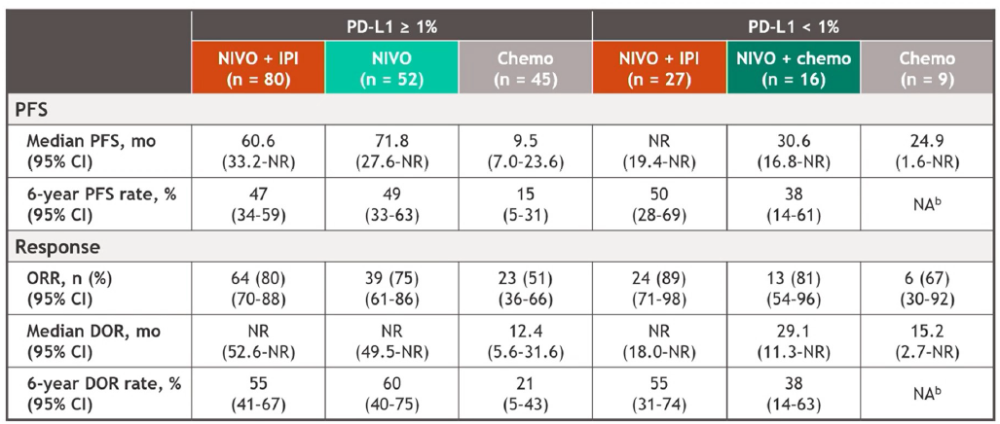 PD-L1 ≥ 1% PD-L1 < 1%
NIVO + IPI NIVO Chemo NIVO + IPI NIVO + chemo Chemo
(n = 80) (n = 52) (n = 45) (n = 27) (n = 16) (n = 9)
PFS
Median PFS, mo 60.6 71.8 9.5 NR 30.6 24.9
(95% CI) (33.2-NR) (27.6-NR) (7.0-23.6) (19.4-NR) (16.8-NR) (1.6-NR)
6-year PFS rate, % 47 49 15 50 38 NAᵇ
(95% CI) (34-59) (33-63) (5-31) (28-69) (14-61)
Response
ORR, n (%) 64 (80) 39 (75) 23 (51) 24 (89) 13 (81) 6 (67)
(95% CI) (70-88) (61-86) (36-66) (71-98) (54-96) (30-92)
Median DOR, mo NR NR 12.4 NR 29.1 15.2
(95% CI) (52.6-NR) (49.5-NR) (5.6-31.6) (18.0-NR) (11.3-NR) (2.7-NR)
6-year DOR rate, % 55 60 21 55 38 NAᵇ
(95% CI) (41-67) (40-75) (5-43) (31-74) (14-63)